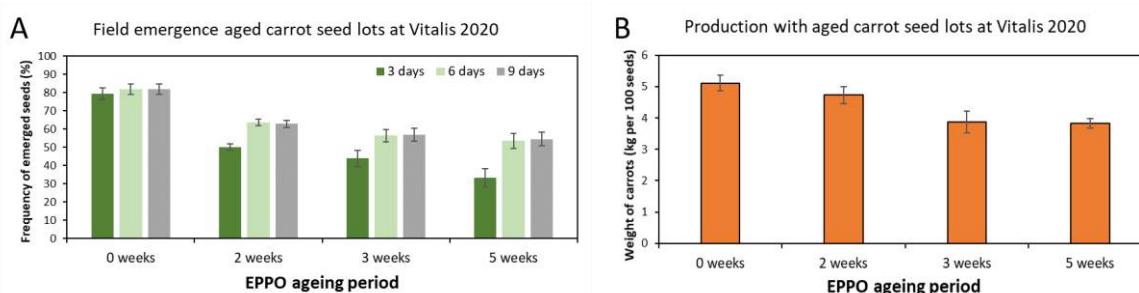 A
Field emergence aged carrot seed lots at Vitalis 2020
Frequency of emerged seeds (%)
100
90
80
70
60
50
40
30
20
10
0
3 days 6 days 9 days
0 weeks 2 weeks 3 weeks 5 weeks
EPPO ageing period
B
Production with aged carrot seed lots at Vitalis 2020
Weight of carrots (kg per 100 seeds)
6
5
4
3
2
1
0
0 weeks 2 weeks 3 weeks 5 weeks
EPPO ageing period